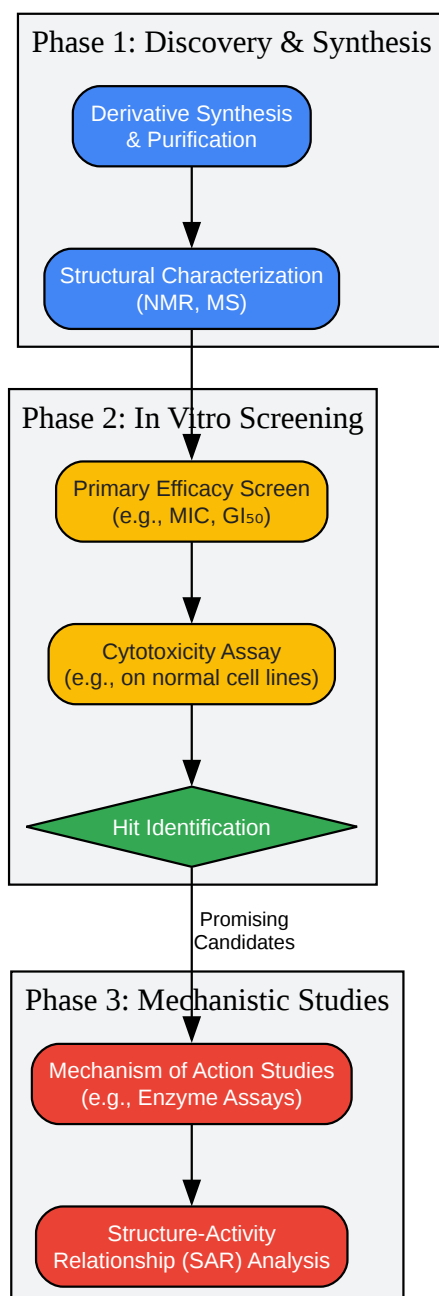 Phase 1: Discovery & Synthesis
Derivative Synthesis
& Purification
Structural Characterization
(NMR, MS)
Phase 2: In Vitro Screening
Primary Efficacy Screen
(e.g., MIC, GI₅₀)
Cytotoxicity Assay
(e.g., on normal cell lines)
Hit Identification
Promising
Candidates
Phase 3: Mechanistic Studies
Mechanism of Action Studies
(e.g., Enzyme Assays)
Structure-Activity
Relationship (SAR) Analysis